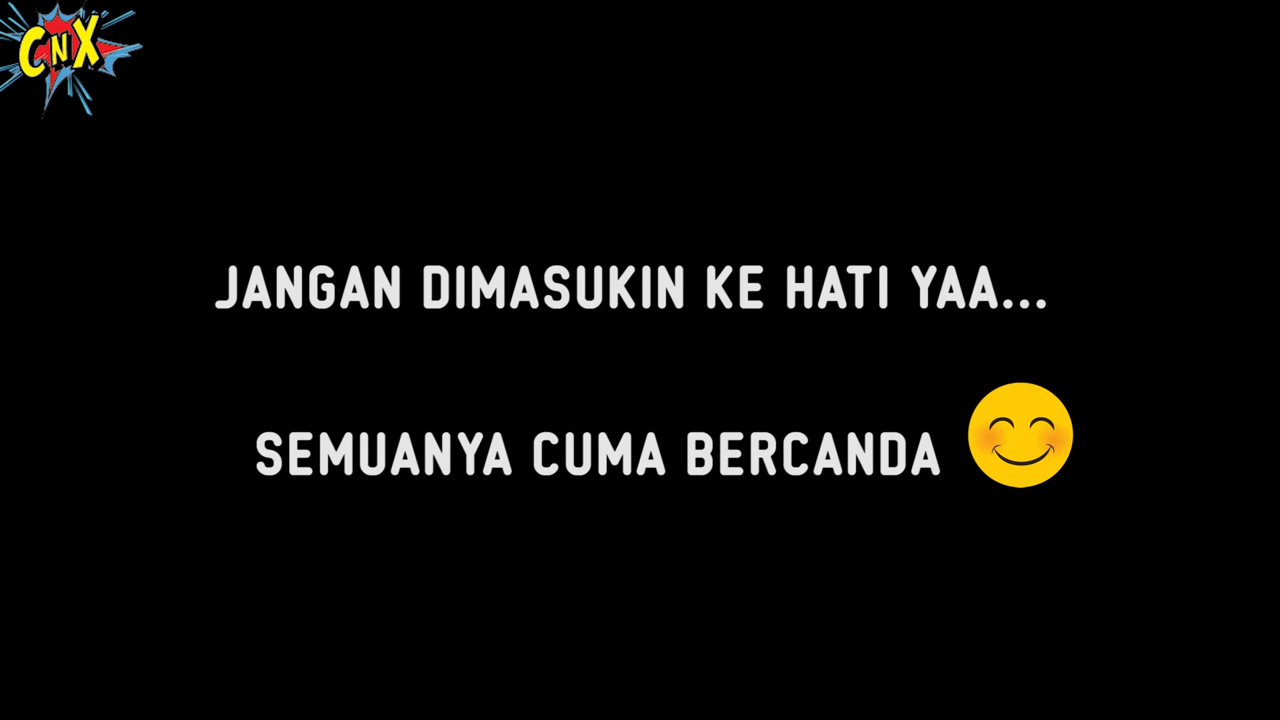 CNX
JANGAN DIMASUKIN KE HATI YAA...
SEMUANYA CUMA BERCANDA 😊